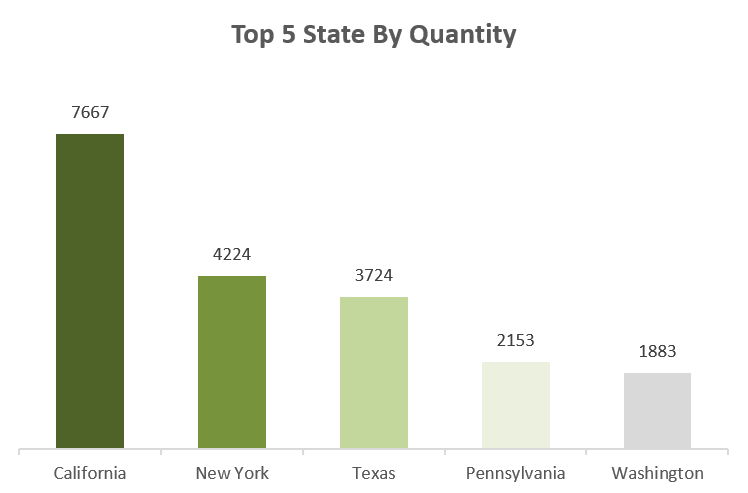 Top 5 State By Quantity
7667
4224
3724
2153
1883
California New York Texas Pennsylvania Washington